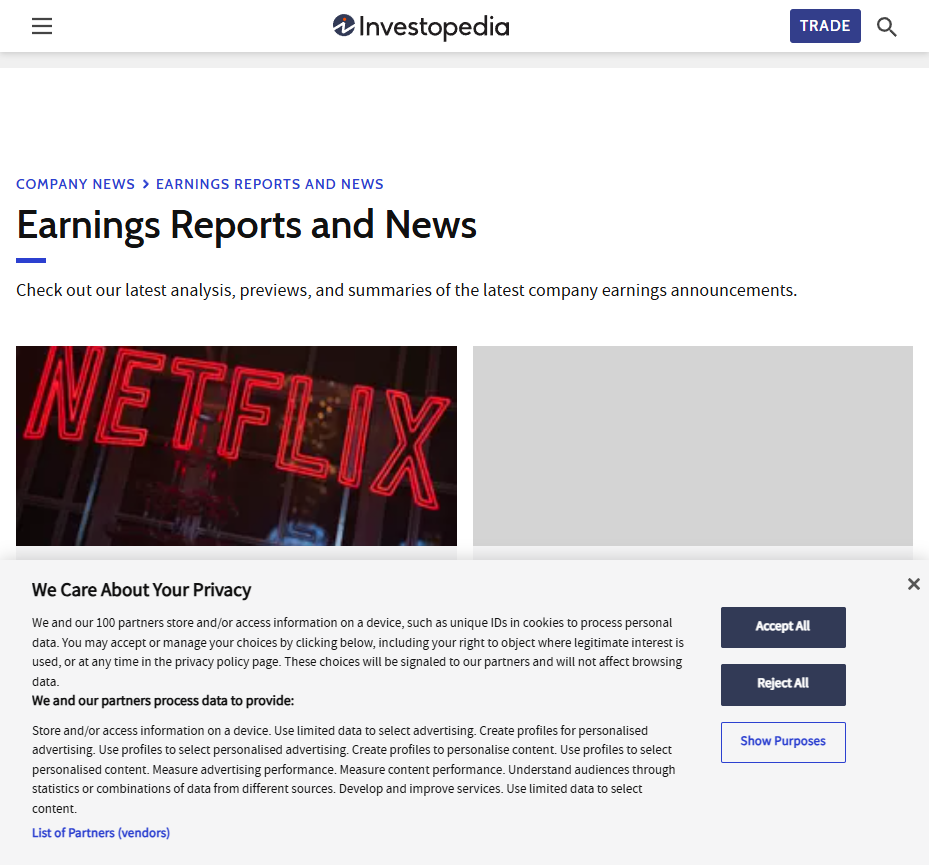 Investopedia
TRADE
COMPANY NEWS > EARNINGS REPORTS AND NEWS
Earnings Reports and News
Check out our latest analysis, previews, and summaries of the latest company earnings announcements.
NETFLIX
We Care About Your Privacy
We and our 100 partners store and/or access information on a device, such as unique IDs in cookies to process personal
data. You may accept or manage your choices by clicking below, including your right to object where legitimate interest is
used, or at any time in the privacy policy page. These choices will be signaled to our partners and will not affect browsing
data.
We and our partners process data to provide:
Store and/or access information on a device. Use limited data to select advertising. Create profiles for personalised
advertising. Use profiles to select personalised advertising. Create profiles to personalise content. Use profiles to select
personalised content. Measure advertising performance. Measure content performance. Understand audiences through
statistics or combinations of data from different sources. Develop and improve services. Use limited data to select
content.
List of Partners (vendors)
Accept All
Reject All
Show Purposes